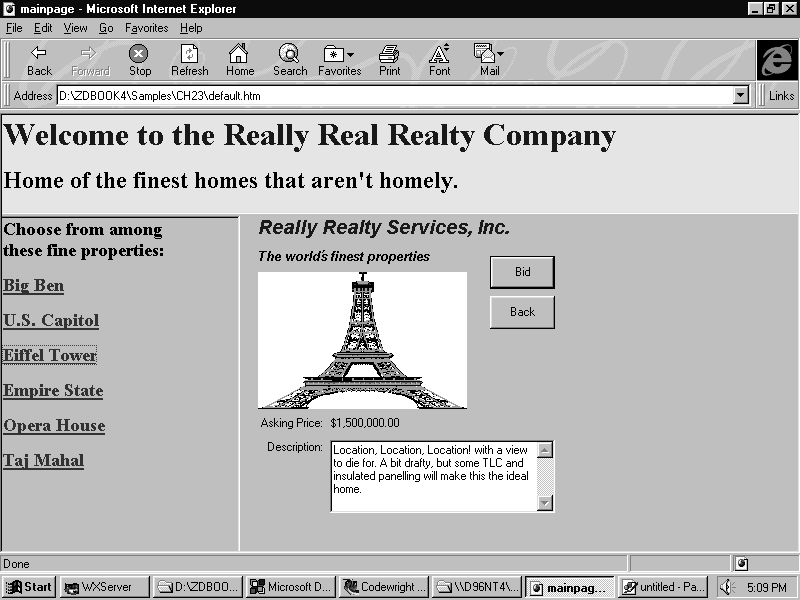 mainpage - Microsoft Internet Explorer
File Edit View Go Favorites Help
Back Forward Stop Refresh Home Search Favorites Print Font Mail
Address D:\ZDBOOK4\Samples\CH23\default.htm Links
Welcome to the Really Real Realty Company
Home of the finest homes that aren't homely.
Choose from among
these fine properties:
Big Ben
U.S. Capitol
Eiffel Tower
Empire State
Opera House
Taj Mahal
Really Realty Services, Inc.
The world's finest properties
Bid
Back
Asking Price: $1,500,000.00
Description: Location, Location, Location! with a view
to die for. A bit drafty, but some TLC and
insulated panelling will make this the ideal
home.
Done
Start WXServer D:\ZDBOO... Microsoft D... Codewright ... \\D96NT4/... mainpag... untitled - Pa... 5:09 PM